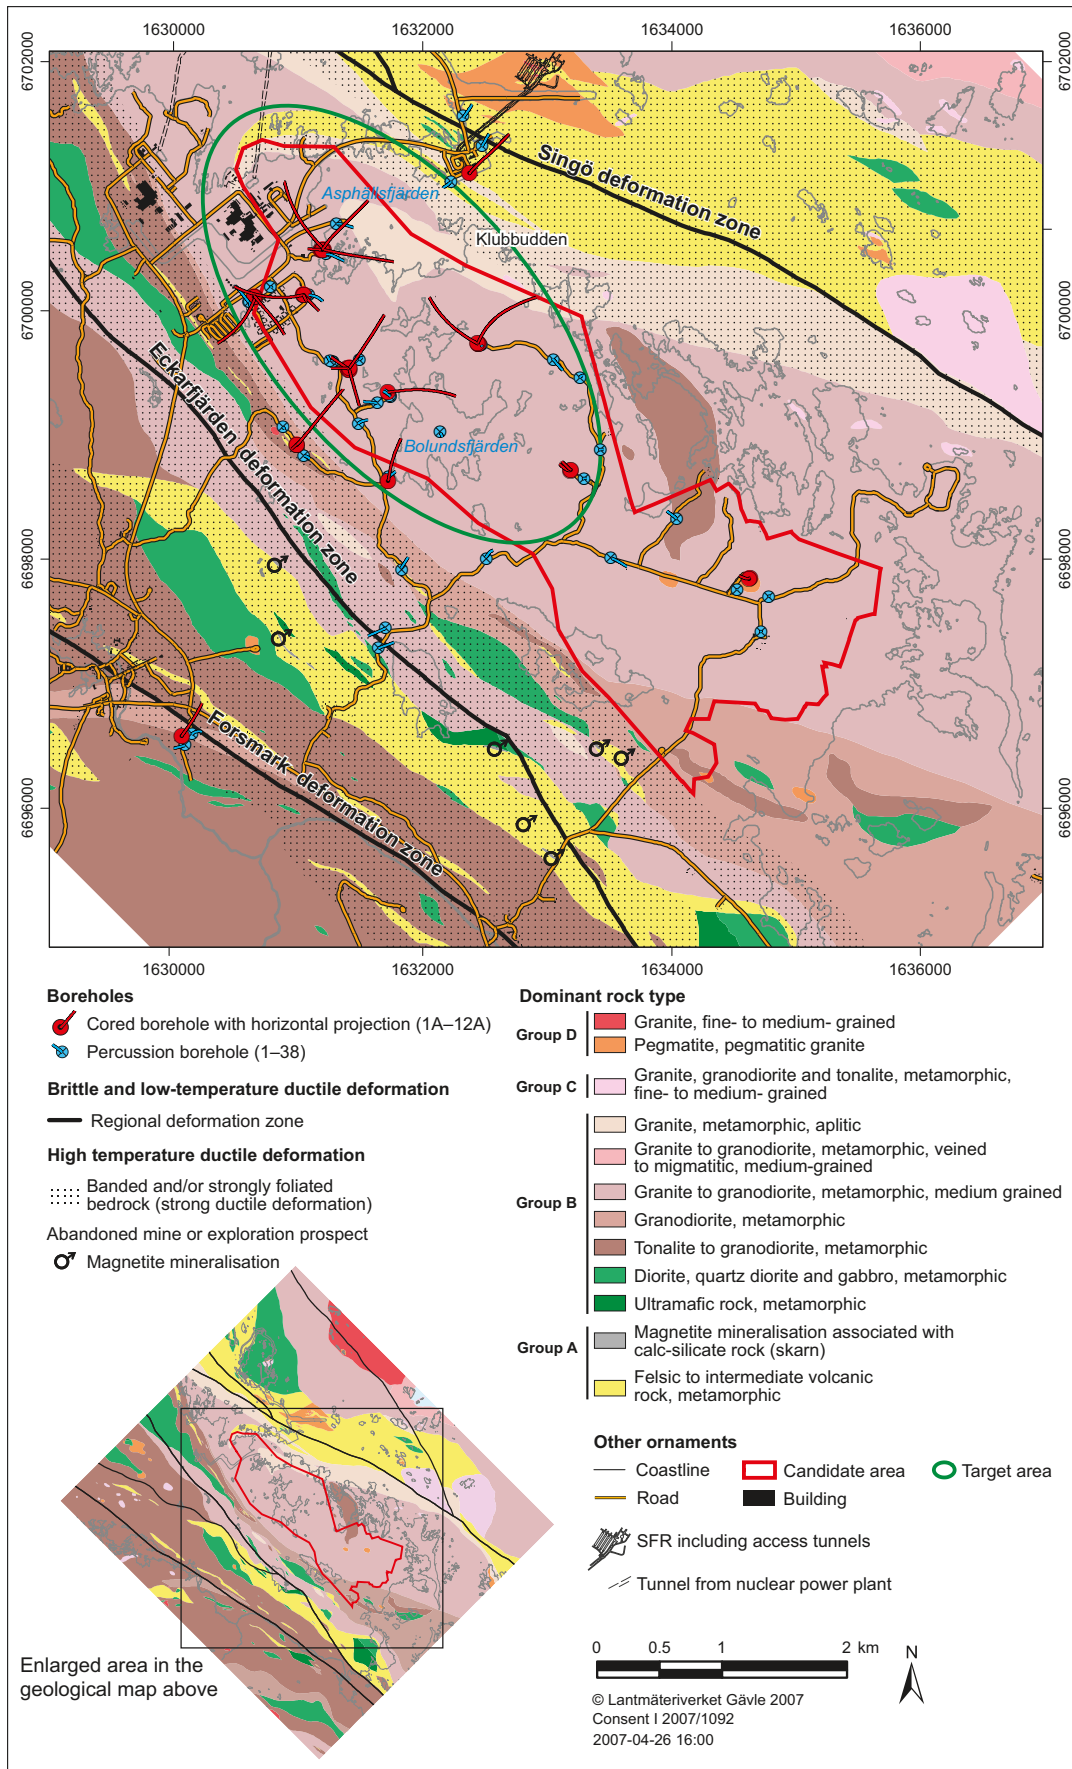 1630000 1632000 1634000 1636000
6702000
6702000
Singö deformation zone
Asphällsfjärden
Klubbudden
6700000
6700000
Eckarfjärden deformation zone
Bolundsfjärden
6698000
6698000
Forsmark deformation zone
6696000
6696000
1630000 1632000 1634000 1636000
Boreholes
Cored borehole with horizontal projection (1A–12A)
Percussion borehole (1–38)
Brittle and low-temperature ductile deformation
Regional deformation zone
High temperature ductile deformation
Banded and/or strongly foliated
bedrock (strong ductile deformation)
Abandoned mine or exploration prospect
Magnetite mineralisation
Dominant rock type
Group D
Granite, fine- to medium- grained
Pegmatite, pegmatitic granite
Group C
Granite, granodiorite and tonalite, metamorphic,
fine- to medium- grained
Group B
Granite, metamorphic, aplitic
Granite to granodiorite, metamorphic, veined
to migmatitic, medium-grained
Granite to granodiorite, metamorphic, medium grained
Granodiorite, metamorphic
Tonalite to granodiorite, metamorphic
Diorite, quartz diorite and gabbro, metamorphic
Ultramafic rock, metamorphic
Group A
Magnetite mineralisation associated with
calc-silicate rock (skarn)
Felsic to intermediate volcanic
rock, metamorphic
Other ornaments
Coastline
Candidate area
Target area
Road
Building
SFR including access tunnels
Tunnel from nuclear power plant
Enlarged area in the
geological map above
0 0.5 1 2 km
N
© Lantmäteriverket Gävle 2007
Consent I 2007/1092
2007-04-26 16:00